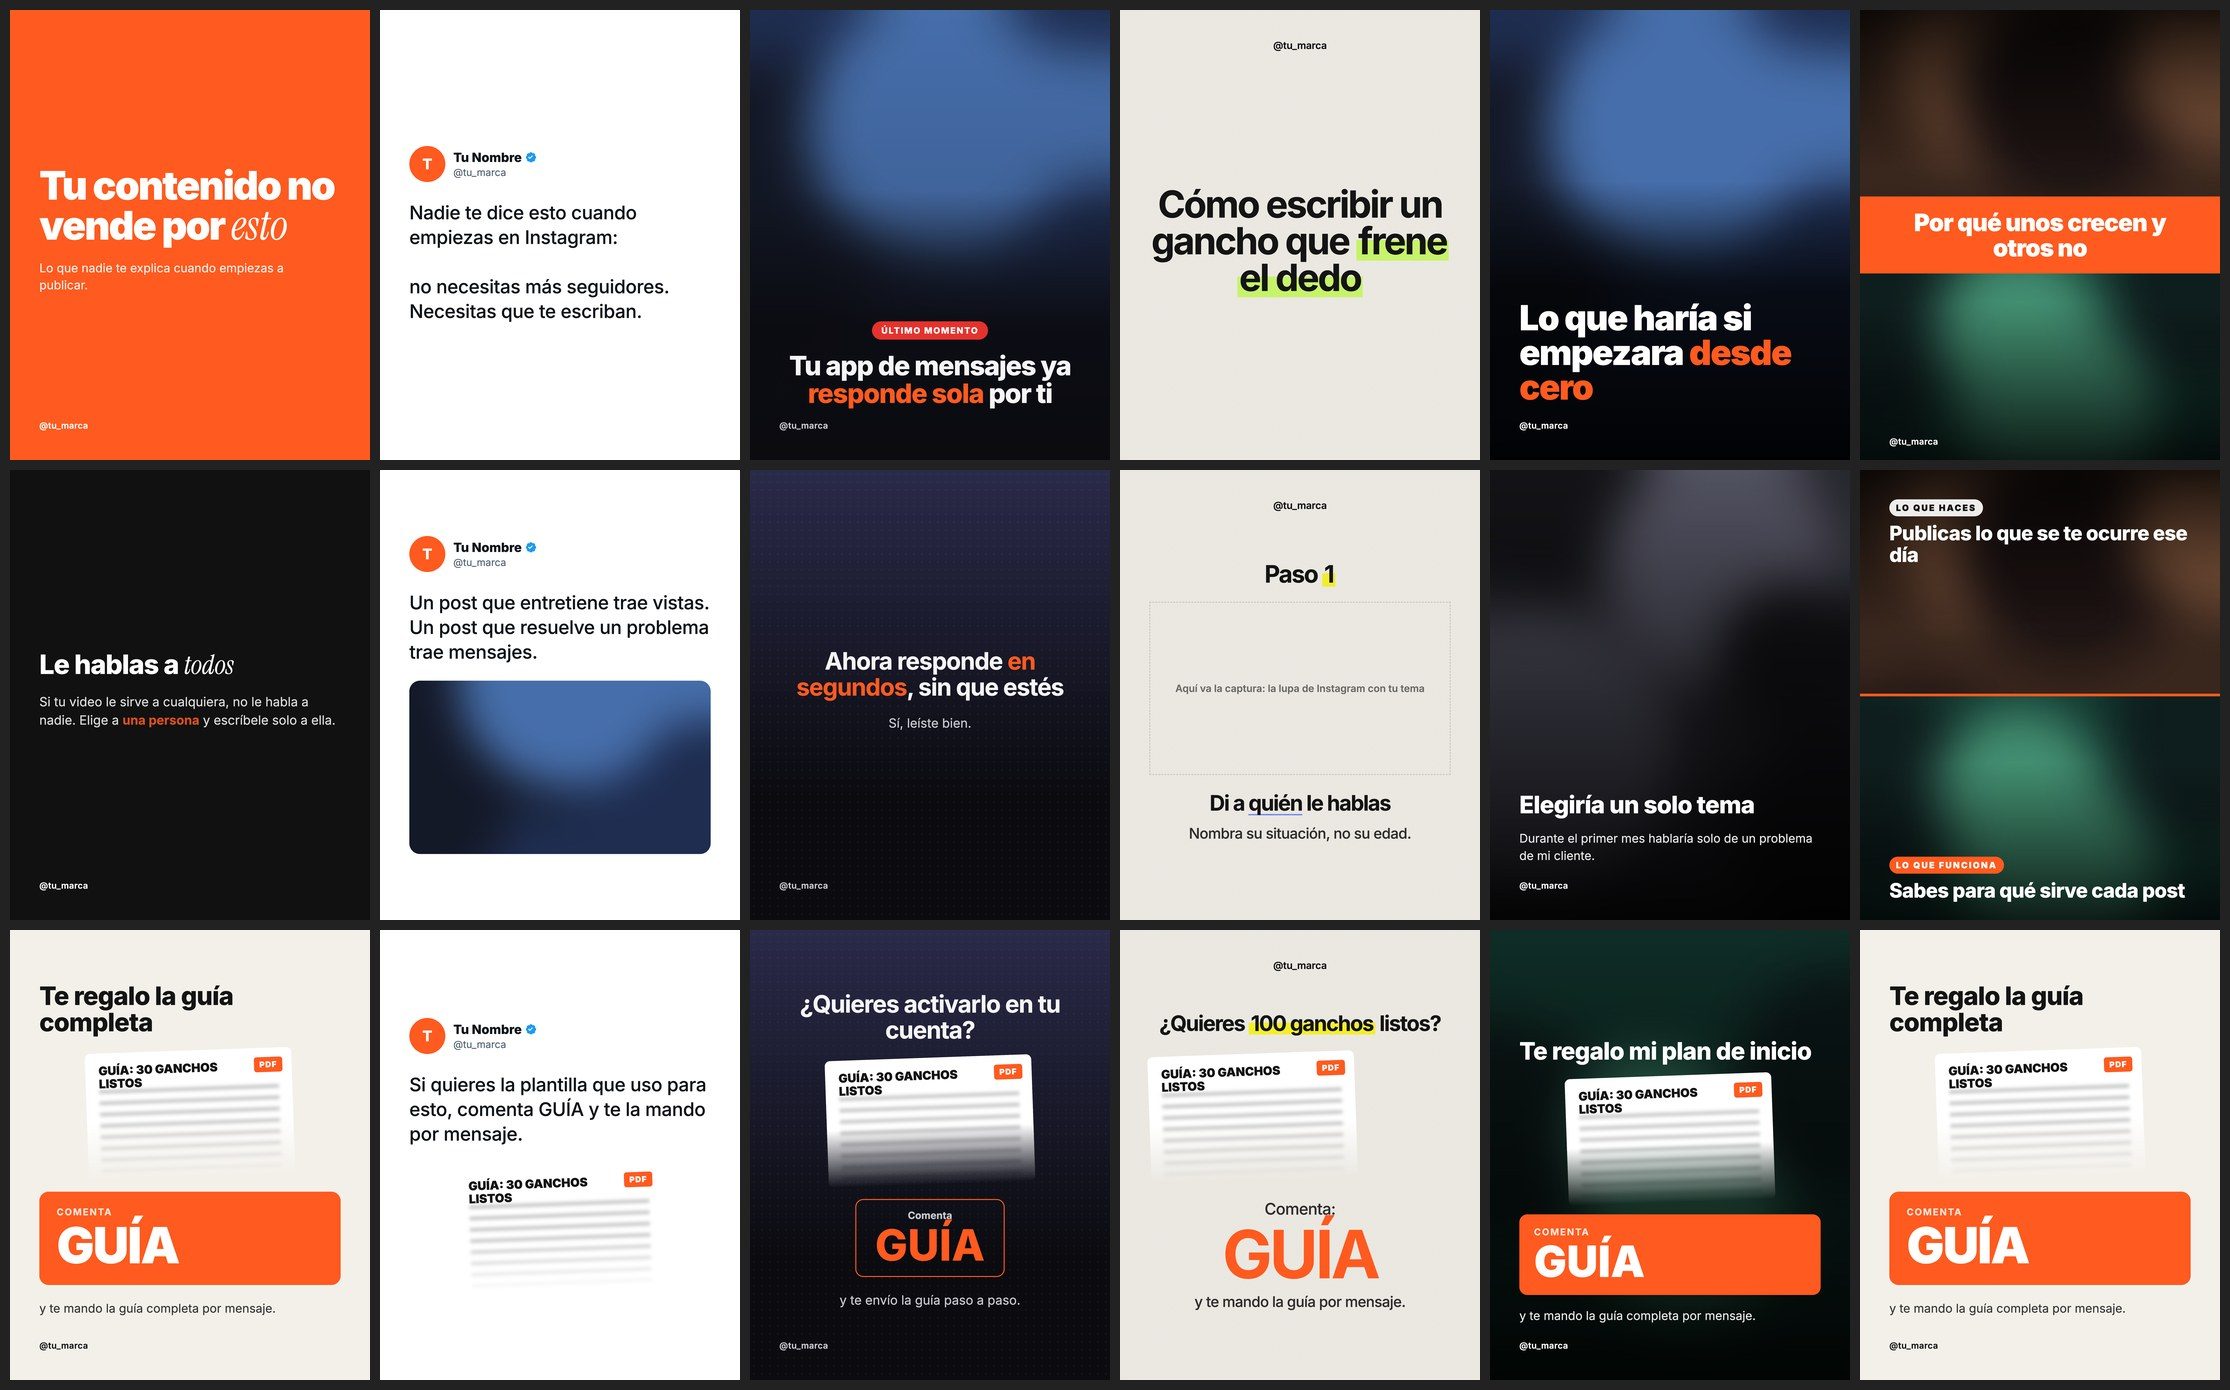 Tu contenido no
vende por esto
Lo que nadie te explica cuando empiezas a
publicar.
@tu_marca
T
Tu Nombre
@tu_marca
Nadie te dice esto cuando
empiezas en Instagram:
no necesitas más seguidores.
Necesitas que te escriban.
ÚLTIMO MOMENTO
Tu app de mensajes ya
responde sola por ti
@tu_marca
@tu_marca
Cómo escribir un
gancho que frene
el dedo
Lo que haría si
empezara desde
cero
@tu_marca
Por qué unos crecen y
otros no
@tu_marca
Le hablas a todos
Si tu video le sirve a cualquiera, no le habla a
nadie. Elige a una persona y escríbele solo a ella.
@tu_marca
T
Tu Nombre
@tu_marca
Un post que entretiene trae vistas.
Un post que resuelve un problema
trae mensajes.
Ahora responde en
segundos, sin que estés
Sí, leíste bien.
@tu_marca
@tu_marca
Paso 1
Aquí va la captura: la lupa de Instagram con tu tema
Di a quién le hablas
Nombra su situación, no su edad.
Elegiría un solo tema
Durante el primer mes hablaría solo de un problema
de mi cliente.
@tu_marca
LO QUE HACES
Publicas lo que se te ocurre ese
día
LO QUE FUNCIONA
Sabes para qué sirve cada post
Te regalo la guía
completa
GUÍA: 30 GANCHOS
LISTOS
PDF
COMENTA
GUÍA
y te mando la guía completa por mensaje.
@tu_marca
T
Tu Nombre
@tu_marca
Si quieres la plantilla que uso para
esto, comenta GUÍA y te la mando
por mensaje.
GUÍA: 30 GANCHOS
LISTOS
PDF
¿Quieres activarlo en tu
cuenta?
GUÍA: 30 GANCHOS
LISTOS
PDF
Comenta
GUÍA
y te envío la guía paso a paso.
@tu_marca
@tu_marca
¿Quieres 100 ganchos listos?
GUÍA: 30 GANCHOS
LISTOS
PDF
Comenta:
GUÍA
y te mando la guía por mensaje.
Te regalo mi plan de inicio
GUÍA: 30 GANCHOS
LISTOS
PDF
COMENTA
GUÍA
y te mando la guía completa por mensaje.
@tu_marca
Te regalo la guía
completa
GUÍA: 30 GANCHOS
LISTOS
PDF
COMENTA
GUÍA
y te mando la guía completa por mensaje.
@tu_marca